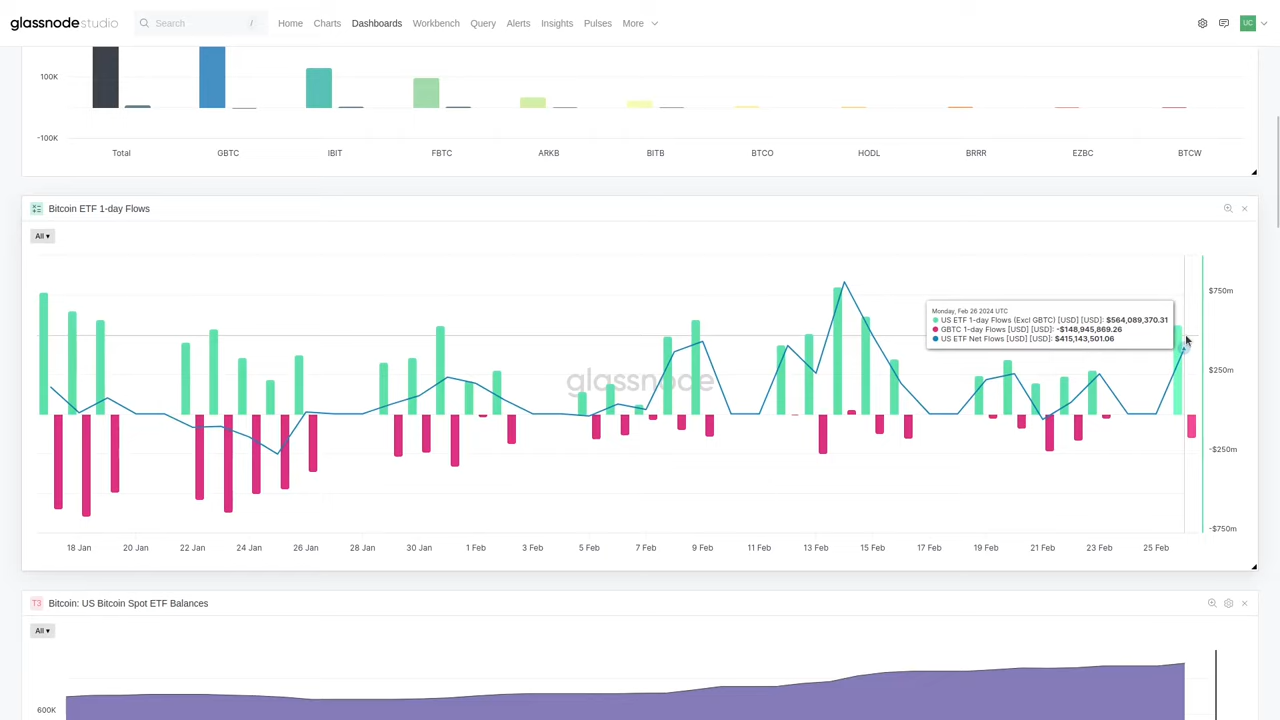 glassnode studio Search / Home Charts Dashboards Workbench Query Alerts Insights Pulses More UC
100K
-100K
Total GBTC IBIT FBTC ARKB BITB BTCO HODL BRRR EZBC BTCW
Bitcoin ETF 1-day Flows
All ▾
$750m
Monday, Feb 26 2024 UTC
US ETF 1-day Flows (Excl GBTC) [USD] [USD]: $564,089,370.31
GBTC 1-day Flows [USD] [USD]: -$148,945,869.26
US ETF Net Flows [USD] [USD]: $415,143,501.06
$250m
glassnode
-$250m
-$750m
18 Jan 20 Jan 22 Jan 24 Jan 26 Jan 28 Jan 30 Jan 1 Feb 3 Feb 5 Feb 7 Feb 9 Feb 11 Feb 13 Feb 15 Feb 17 Feb 19 Feb 21 Feb 23 Feb 25 Feb
T3 Bitcoin: US Bitcoin Spot ETF Balances
All ▾
600K